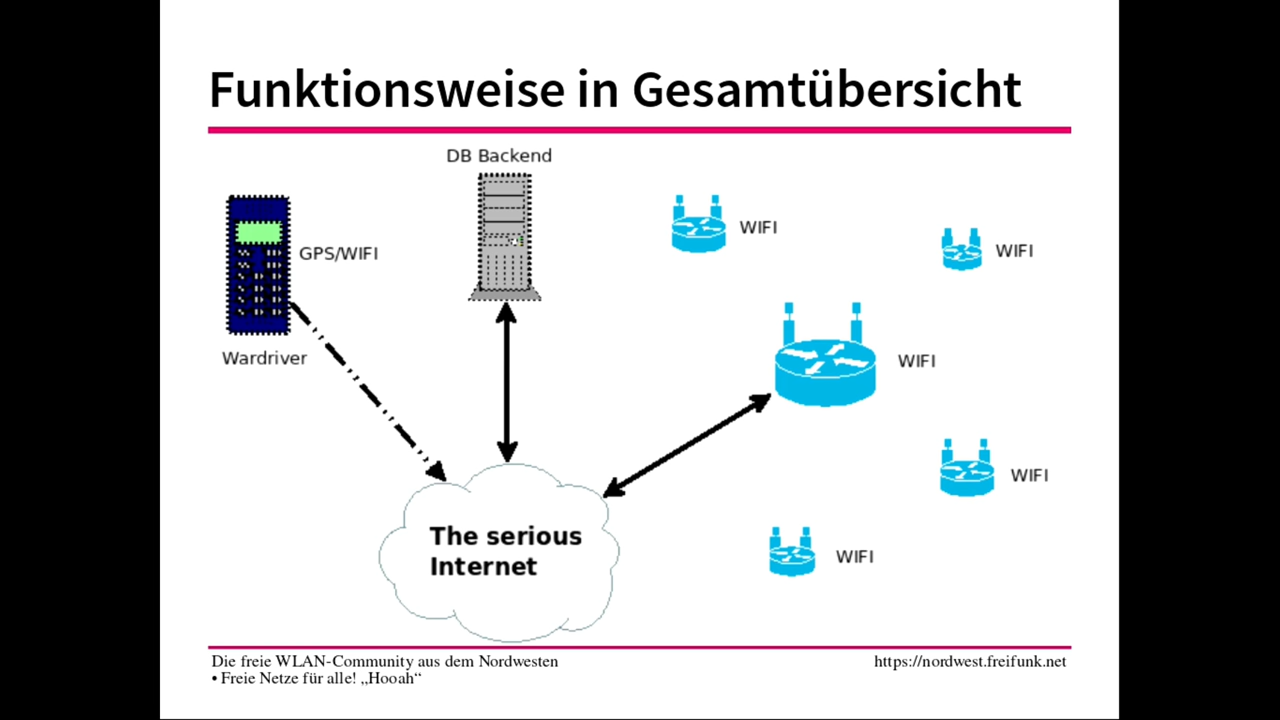 Funktionsweise in Gesamtübersicht
DB Backend
GPS/WIFI
Wardriver
WIFI
WIFI
WIFI
WIFI
WIFI
The serious
Internet
Die freie WLAN-Community aus dem Nordwesten
• Freie Netze für alle! „Hooah“
https://nordwest.freifunk.net